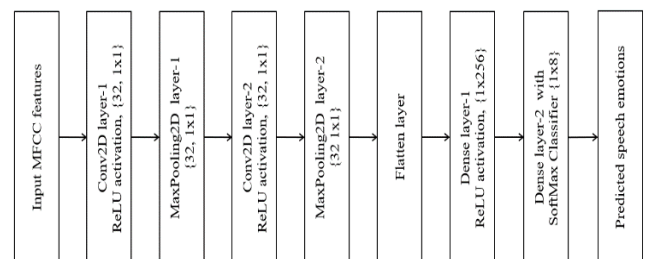 Input MFCC features
Conv2D layer-1
ReLU activation, {32, 1x1}
MaxPooling2D layer-1
{32, 1x1}
Conv2D layer-2
ReLU activation, {32, 1x1}
MaxPooling2D layer-2
{32 1x1}
Flatten layer
Dense layer-1
ReLU activation, {1x256}
Dense layer-2 with
SoftMax Classifier {1x8}
Predicted speech emotions